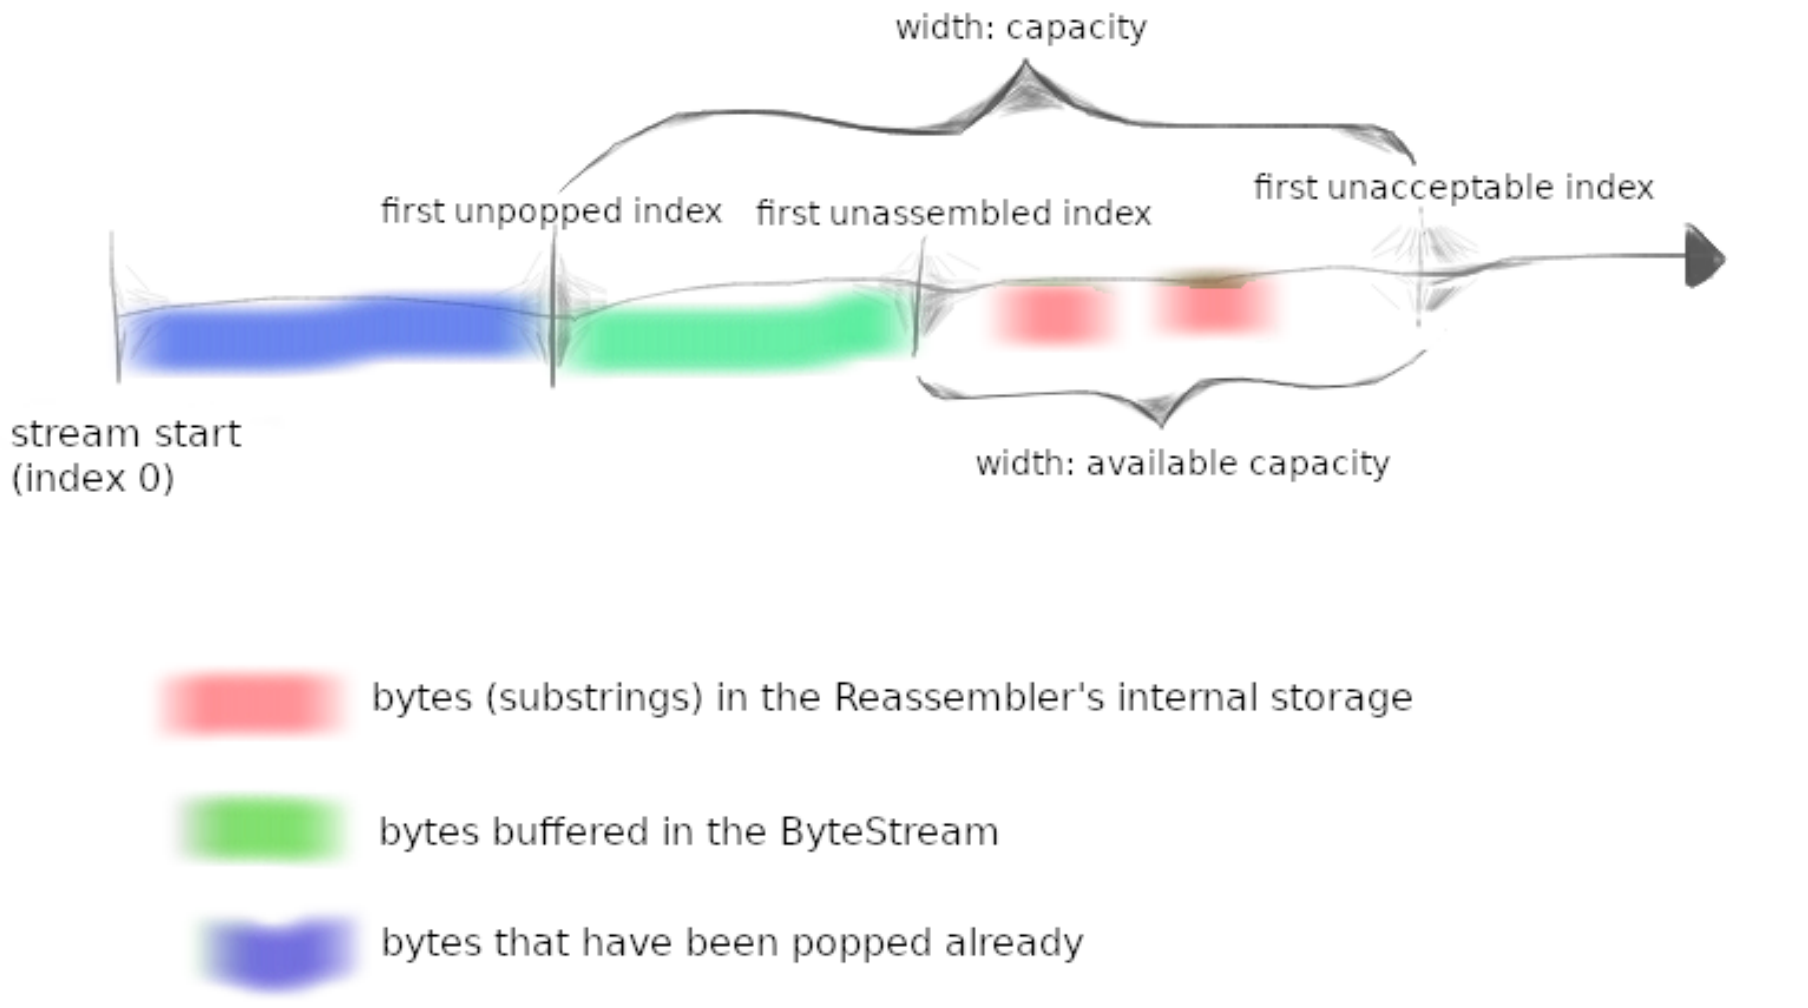 width: capacity
first unpopped index
first unassembled index
first unacceptable index
stream start
(index 0)
width: available capacity
bytes (substrings) in the Reassembler's internal storage
bytes buffered in the ByteStream
bytes that have been popped already